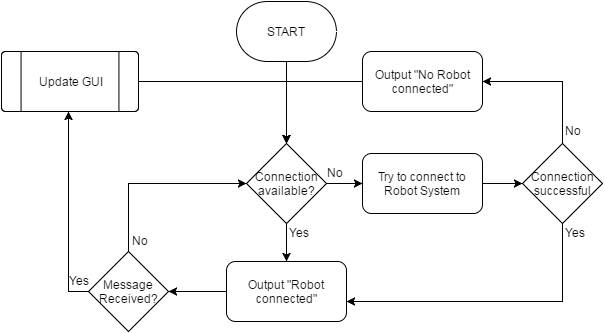 START
Update GUI
Output "No Robot
connected"
No
Connection
available?
No
Try to connect to
Robot System
Connection
successful
No
Yes
Yes
Message
Received?
Yes
Output "Robot
connected"